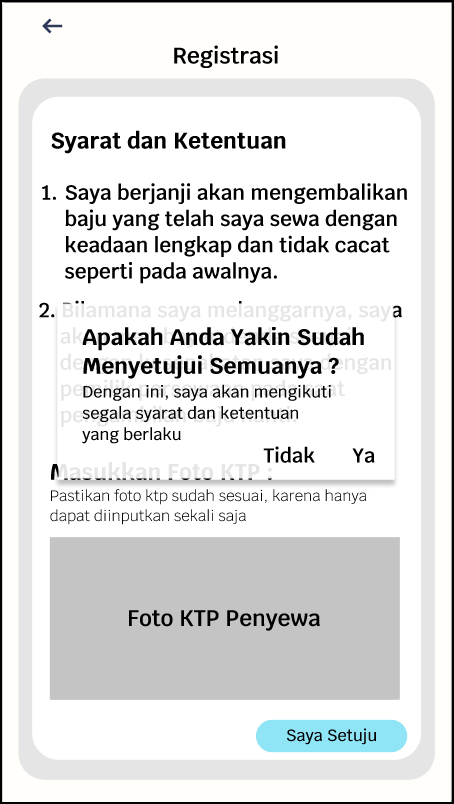 Registrasi
Syarat dan Ketentuan
1. Saya berjanji akan mengembalikan
baju yang telah saya sewa dengan
keadaan lengkap dan tidak cacat
seperti pada awalnya.
2. Bilamana saya melanggarnya, saya
Apakah Anda Yakin Sudah
Menyetujui Semuanya ?
Dengan ini, saya akan mengikuti
segala syarat dan ketentuan
yang berlaku
Tidak Ya
Masukkan Foto KTP :
Pastikan foto ktp sudah sesuai, karena hanya
dapat diinputkan sekali saja
Foto KTP Penyewa
Saya Setuju